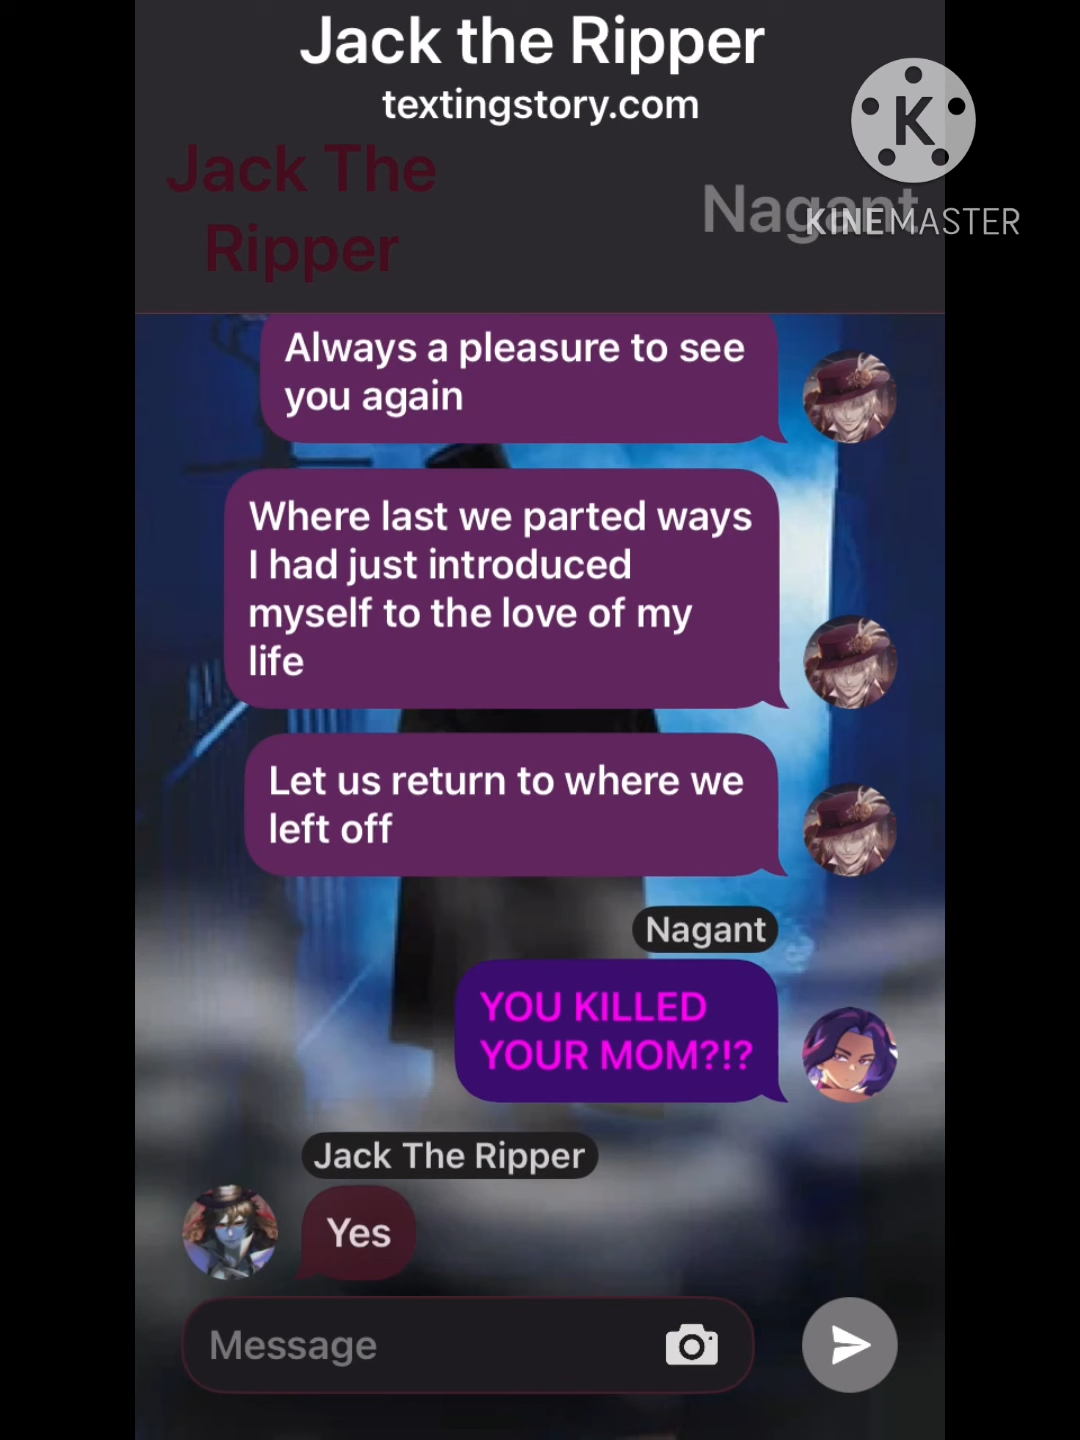 Jack the Ripper
textingstory.com
Jack The
Ripper
Nagant
K
KINEMASTER
Always a pleasure to see
you again
Where last we parted ways
I had just introduced
myself to the love of my
life
Let us return to where we
left off
Nagant
YOU KILLED
YOUR MOM?!?
Jack The Ripper
Yes
Message